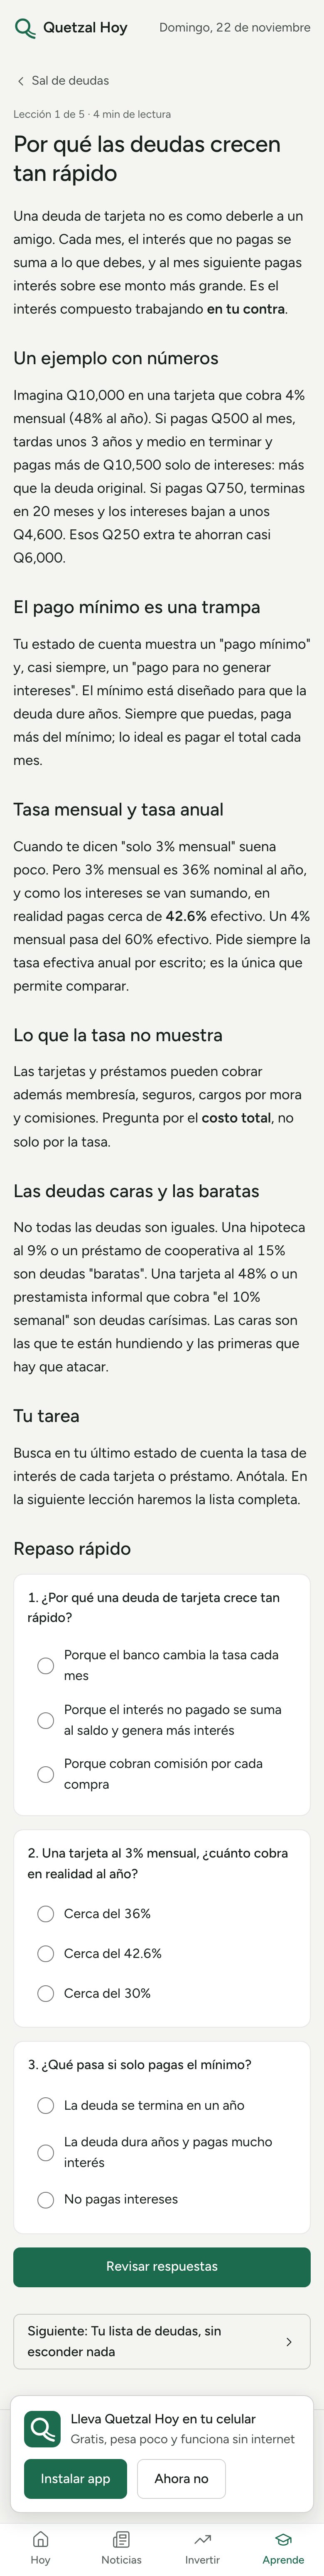 Quetzal Hoy
Domingo, 22 de noviembre
Sal de deudas
Lección 1 de 5 · 4 min de lectura
Por qué las deudas crecen
tan rápido
Una deuda de tarjeta no es como deberle a un
amigo. Cada mes, el interés que no pagas se
suma a lo que debes, y al mes siguiente pagas
interés sobre ese monto más grande. Es el
interés compuesto trabajando en tu contra.
Un ejemplo con números
Imagina Q10,000 en una tarjeta que cobra 4%
mensual (48% al año). Si pagas Q500 al mes,
tardas unos 3 años y medio en terminar y
pagas más de Q10,500 solo de intereses: más
que la deuda original. Si pagas Q750, terminas
en 20 meses y los intereses bajan a unos
Q4,600. Esos Q250 extra te ahorran casi
Q6,000.
El pago mínimo es una trampa
Tu estado de cuenta muestra un "pago mínimo"
y, casi siempre, un "pago para no generar
intereses". El mínimo está diseñado para que la
deuda dure años. Siempre que puedas, paga
más del mínimo; lo ideal es pagar el total cada
mes.
Tasa mensual y tasa anual
Cuando te dicen "solo 3% mensual" suena
poco. Pero 3% mensual es 36% nominal al año,
y como los intereses se van sumando, en
realidad pagas cerca de 42.6% efectivo. Un 4%
mensual pasa del 60% efectivo. Pide siempre la
tasa efectiva anual por escrito; es la única que
permite comparar.
Lo que la tasa no muestra
Las tarjetas y préstamos pueden cobrar
además membresía, seguros, cargos por mora
y comisiones. Pregunta por el costo total, no
solo por la tasa.
Las deudas caras y las baratas
No todas las deudas son iguales. Una hipoteca
al 9% o un préstamo de cooperativa al 15%
son deudas "baratas". Una tarjeta al 48% o un
prestamista informal que cobra "el 10%
semanal" son deudas carísimas. Las caras son
las que te están hundiendo y las primeras que
hay que atacar.
Tu tarea
Busca en tu último estado de cuenta la tasa de
interés de cada tarjeta o préstamo. Anótala. En
la siguiente lección haremos la lista completa.
Repaso rápido
1. ¿Por qué una deuda de tarjeta crece tan
rápido?
Porque el banco cambia la tasa cada
mes
Porque el interés no pagado se suma
al saldo y genera más interés
Porque cobran comisión por cada
compra
2. Una tarjeta al 3% mensual, ¿cuánto cobra
en realidad al año?
Cerca del 36%
Cerca del 42.6%
Cerca del 30%
3. ¿Qué pasa si solo pagas el mínimo?
La deuda se termina en un año
La deuda dura años y pagas mucho
interés
No pagas intereses
Revisar respuestas
Siguiente: Tu lista de deudas, sin
esconder nada
Lleva Quetzal Hoy en tu celular
Gratis, pesa poco y funciona sin internet
Instalar app
Ahora no
Hoy
Noticias
Invertir
Aprende